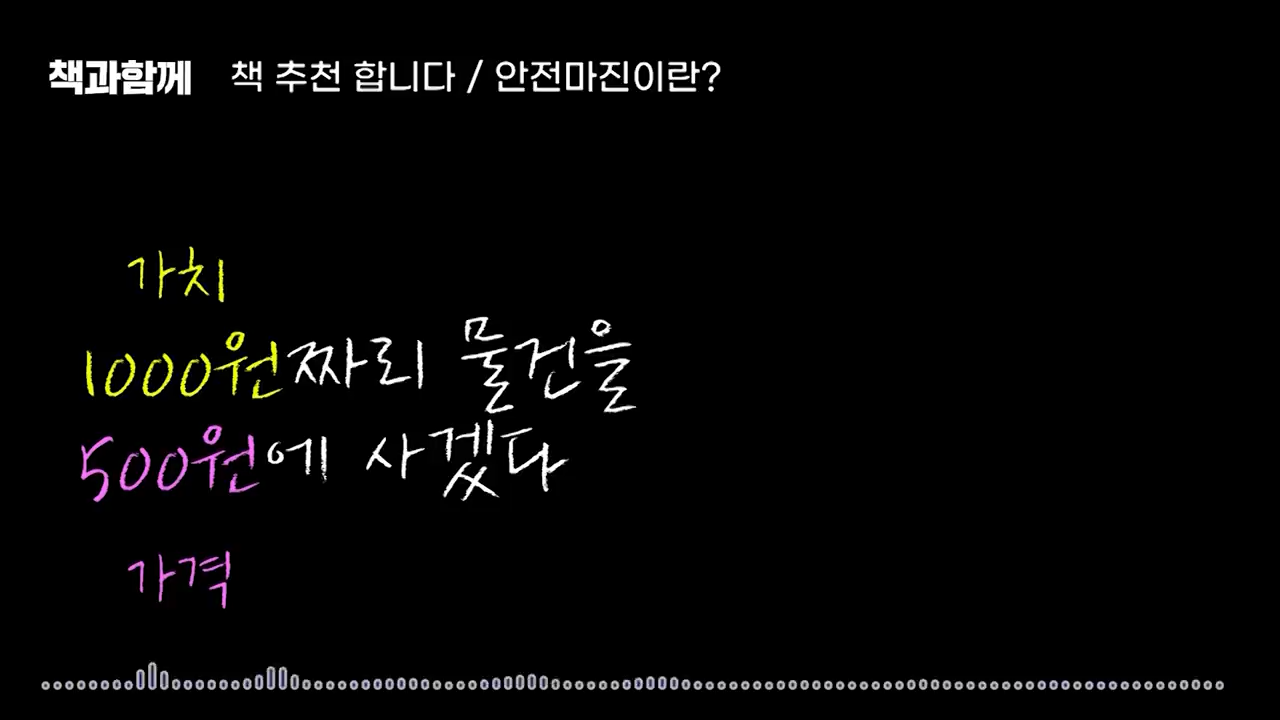 책과함께 책 추천 합니다 / 안전마진이란?
가치
1000원짜리 물건을
500원에 사겠다
가격